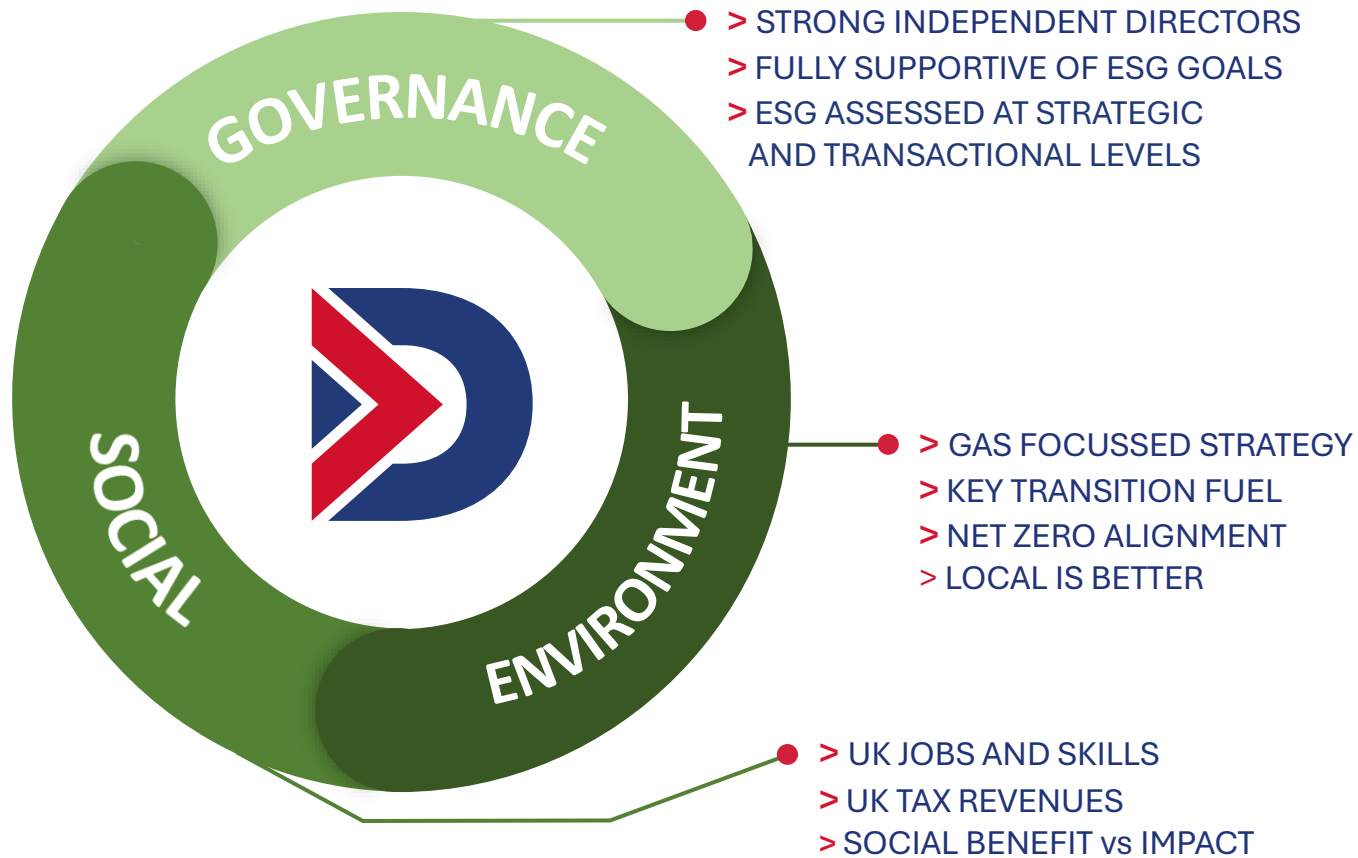 GOVERNANCE
> STRONG INDEPENDENT DIRECTORS
> FULLY SUPPORTIVE OF ESG GOALS
> ESG ASSESSED AT STRATEGIC
AND TRANSACTIONAL LEVELS
ENVIRONMENT
> GAS FOCUSSED STRATEGY
> KEY TRANSITION FUEL
> NET ZERO ALIGNMENT
> LOCAL IS BETTER
SOCIAL
> UK JOBS AND SKILLS
> UK TAX REVENUES
> SOCIAL BENEFIT vs IMPACT